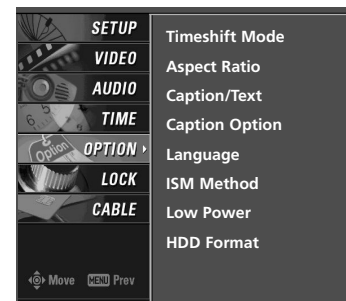 SETUP
VIDEO
AUDIO
TIME
OPTION
LOCK
CABLE
Move MENU Prev
Timeshift Mode
Aspect Ratio
Caption/Text
Caption Option
Language
ISM Method
Low Power
HDD Format